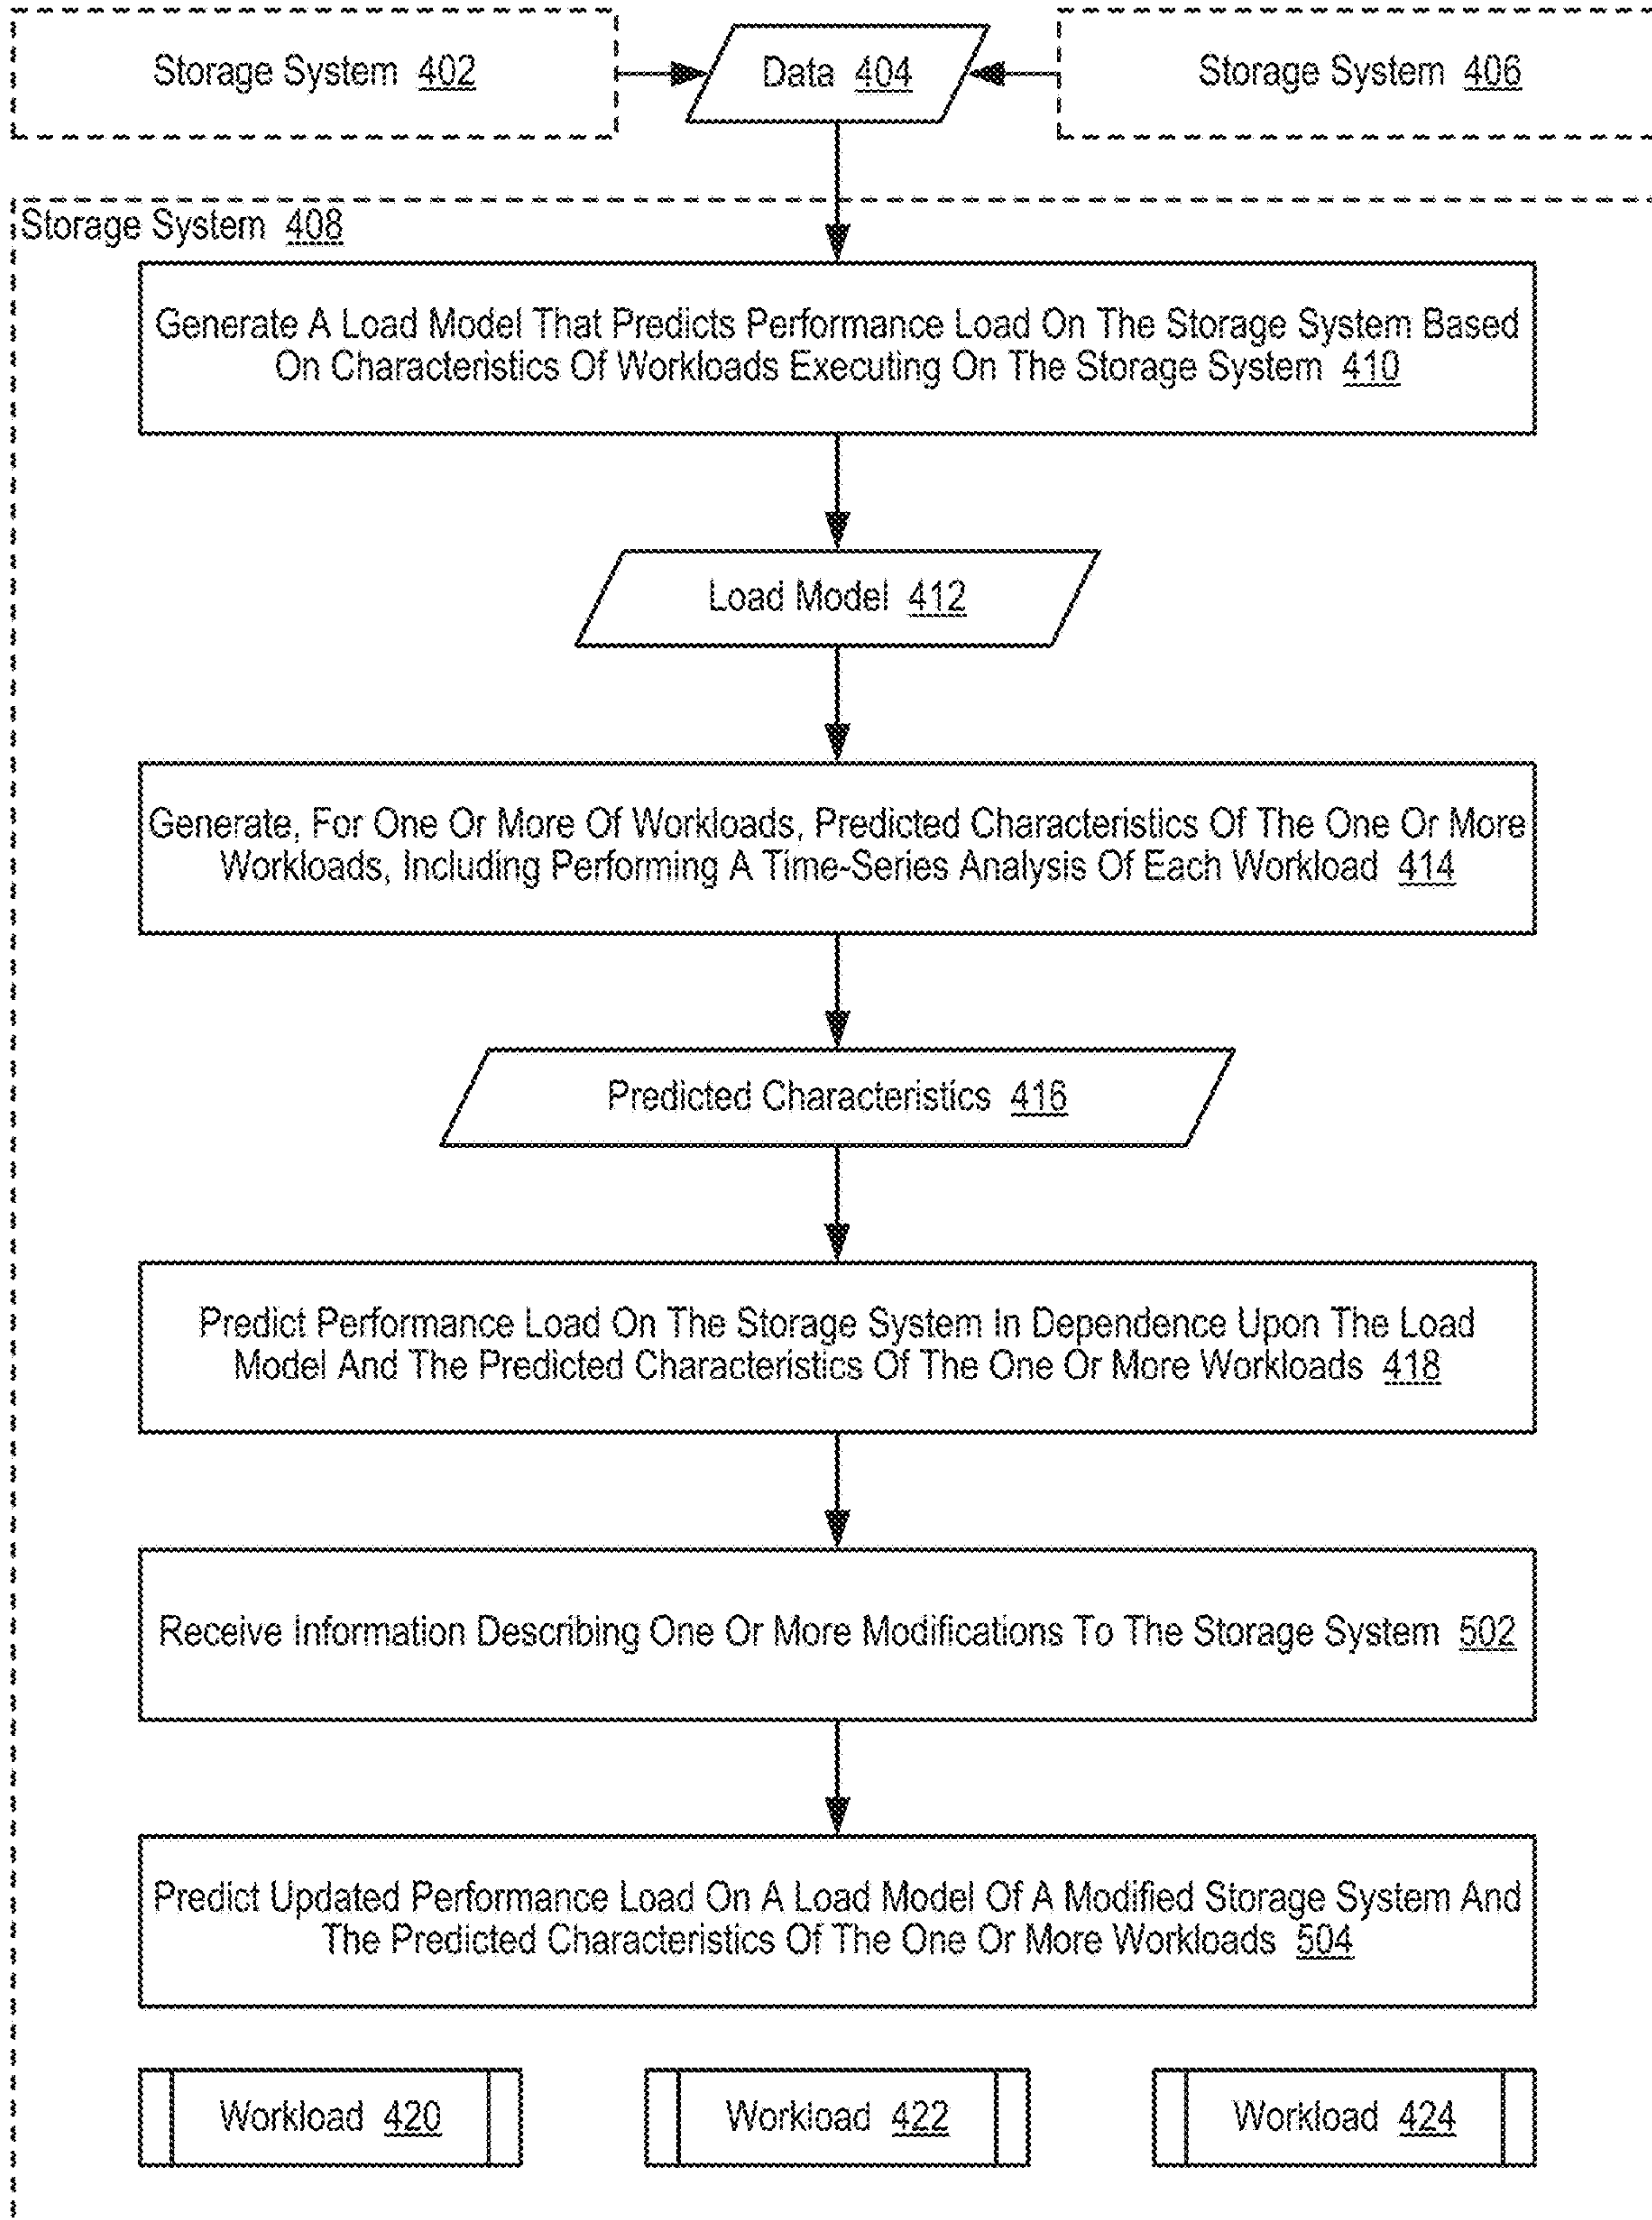 Storage System 402
Data 404
Storage System 406
Storage System 408
Generate A Load Model That Predicts Performance Load On The Storage System Based
On Characteristics Of Workloads Executing On The Storage System 410
Load Model 412
Generate, For One Or More Of Workloads, Predicted Characteristics Of The One Or More
Workloads, Including Performing A Time-Series Analysis Of Each Workload 414
Predicted Characteristics 416
Predict Performance Load On The Storage System In Dependence Upon The Load
Model And The Predicted Characteristics Of The One Or More Workloads 418
Receive Information Describing One Or More Modifications To The Storage System 502
Predict Updated Performance Load On A Load Model Of A Modified Storage System And
The Predicted Characteristics Of The One Or More Workloads 504
Workload 420
Workload 422
Workload 424